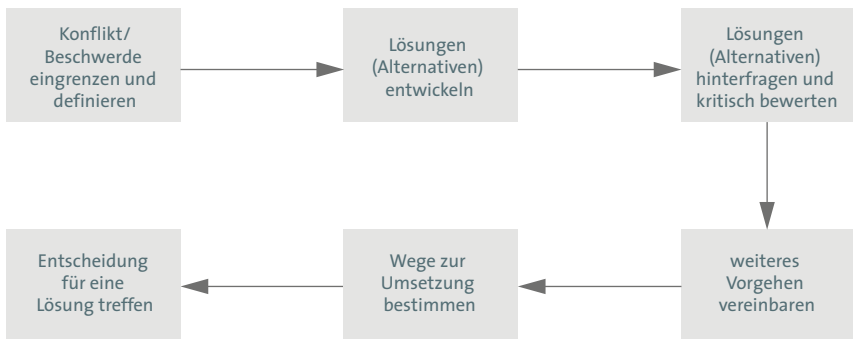 Konflikt/
Beschwerde
eingrenzen und
definieren
Lösungen
(Alternativen)
entwickeln
Lösungen
(Alternativen)
hinterfragen und
kritisch bewerten
weiteres
Vorgehen
vereinbaren
Wege zur
Umsetzung
bestimmen
Entscheidung
für eine
Lösung treffen